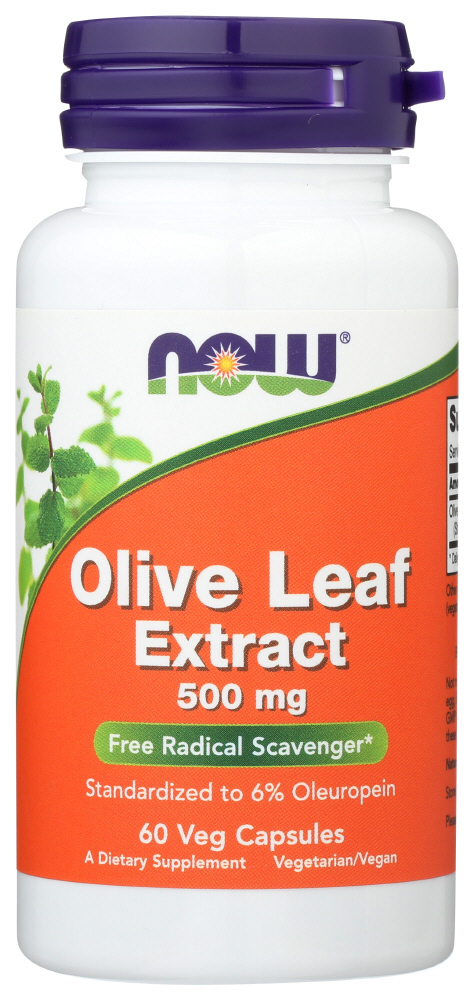 NOW®
Olive Leaf
Extract
500 mg
Free Radical Scavenger*
Standardized to 6% Oleuropein
60 Veg Capsules
A Dietary Supplement Vegetarian/Vegan